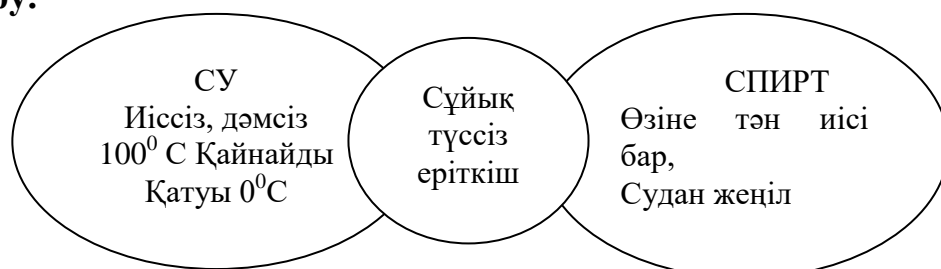 СУ
Иіссіз, дәмсіз
100⁰ С Қайнайды
Қатуы 0⁰С
Сұйық
түссіз
еріткіш
СПИРТ
Өзіне тән иісі
бар,
Судан жеңіл